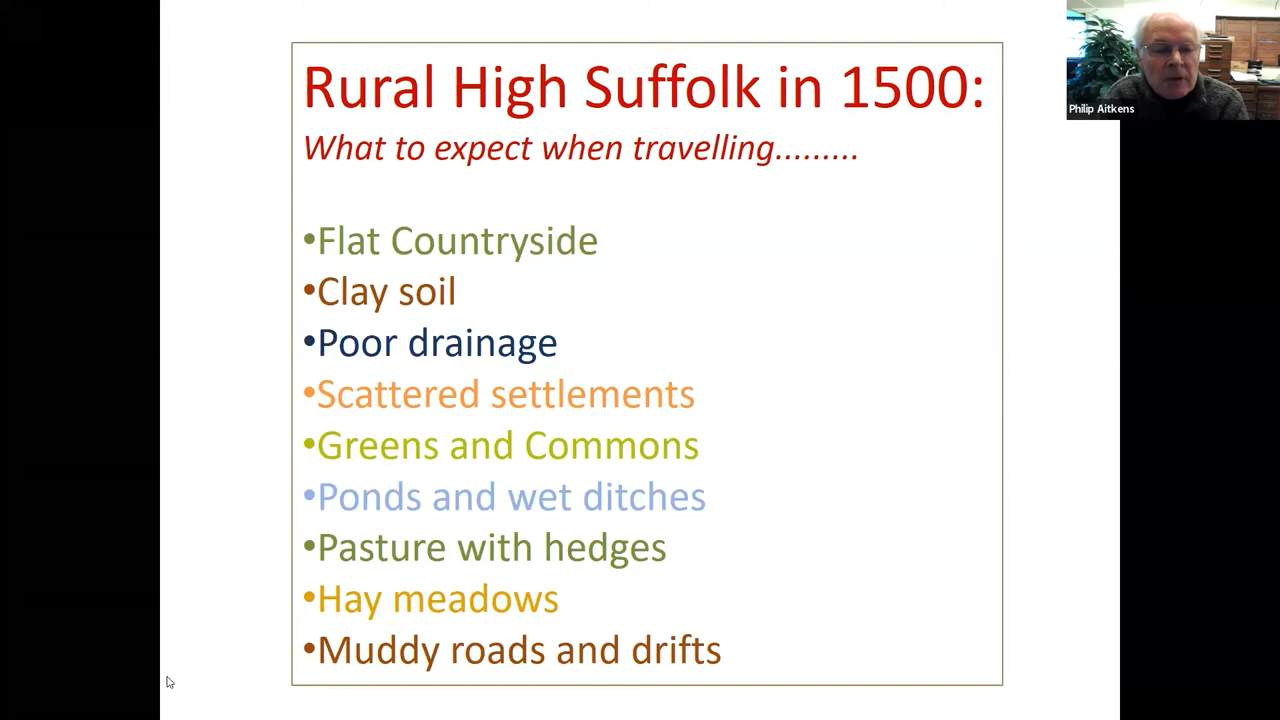 Rural High Suffolk in 1500:
What to expect when travelling.........
•Flat Countryside
•Clay soil
•Poor drainage
•Scattered settlements
•Greens and Commons
•Ponds and wet ditches
•Pasture with hedges
•Hay meadows
•Muddy roads and drifts
Philip Aitkens